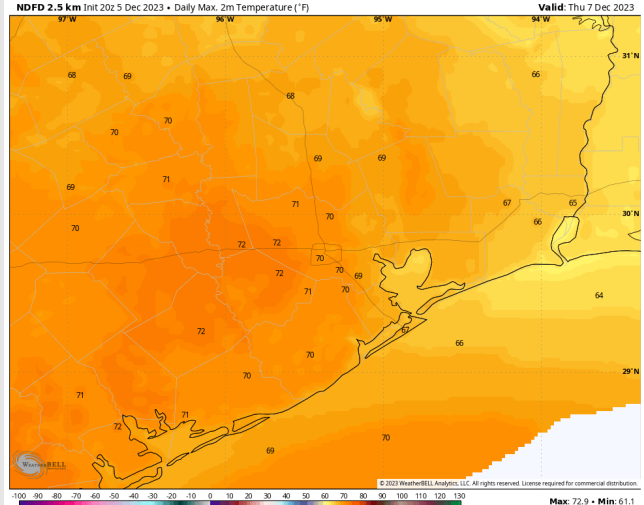 NDFD 2.5 km Init 20z 5 Dec 2023 • Daily Max. 2m Temperature (°F) Valid: Thu 7 Dec 2023
97°W 96°W 95°W 94°W
31°N
68 69 66
68
70
70
69 69
71
69
71 67 65
70 66
30°N
70
72 72
70
72 70 69
71 70
64
72 67
66
70
29°N
70
71
71
72
70
69
WEATHERBELL
© 2023 WeatherBELL Analytics, LLC. All rights reserved. License required for commercial distribution.
-100 -90 -80 -70 -60 -50 -40 -30 -20 -10 0 10 20 30 40 50 60 70 80 90 100 110 120 130
Max: 72.9 • Min: 61.1